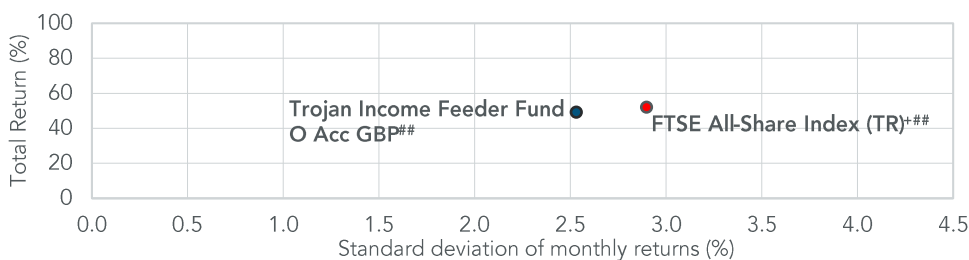 100
80
60
40
20
0
Total Return (%)
Trojan Income Feeder Fund
O Acc GBP##
FTSE All-Share Index (TR)+##
0.0 0.5 1.0 1.5 2.0 2.5 3.0 3.5 4.0 4.5
Standard deviation of monthly returns (%)